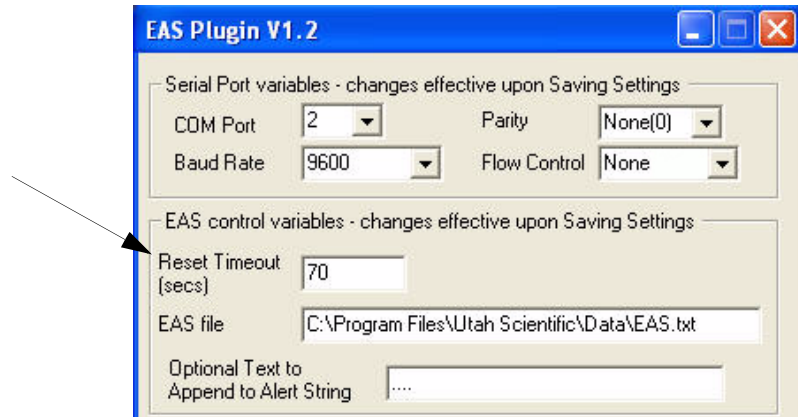 EAS Plugin V1.2
Serial Port variables - changes effective upon Saving Settings
COM Port 2 Parity None(0)
Baud Rate 9600 Flow Control None
EAS control variables - changes effective upon Saving Settings
Reset Timeout
(secs) 70
EAS file C:\Program Files\Utah Scientific\Data\EAS.txt
Optional Text to
Append to Alert String ....